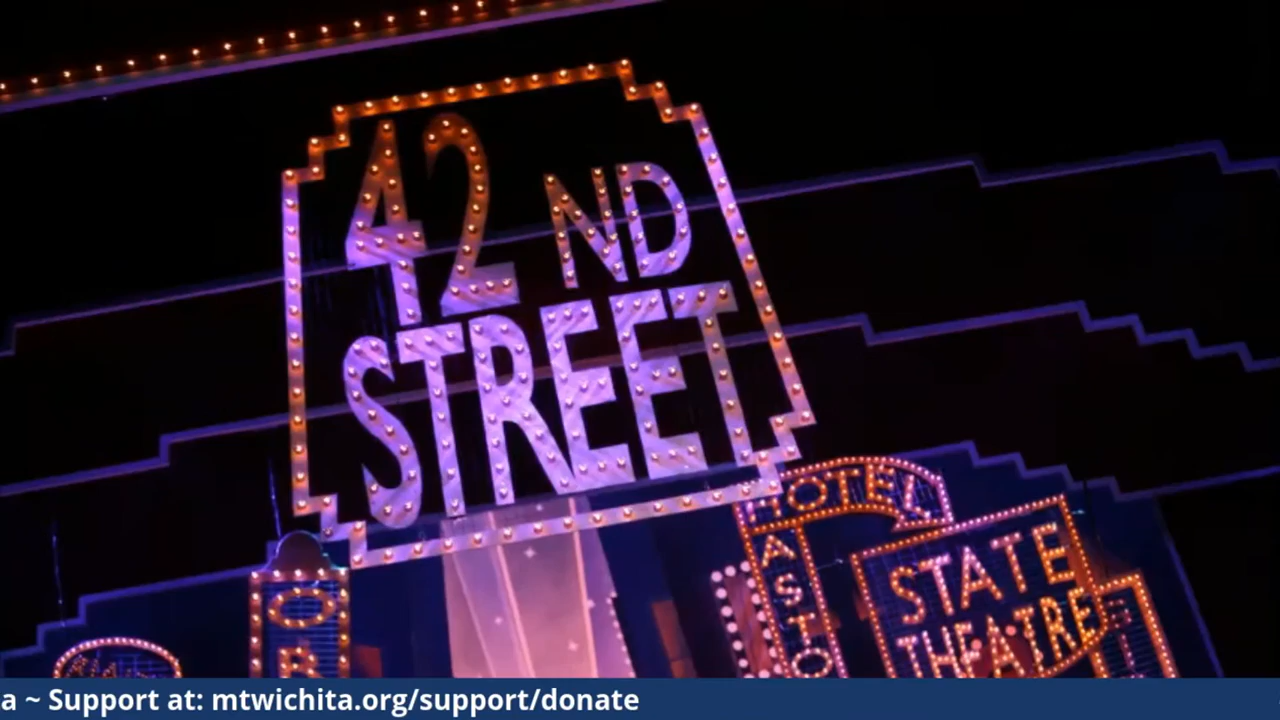 42 ND
STREET
HOTEL
ASTO
STATE
THEATRE
a ~ Support at: mtwichita.org/support/donate